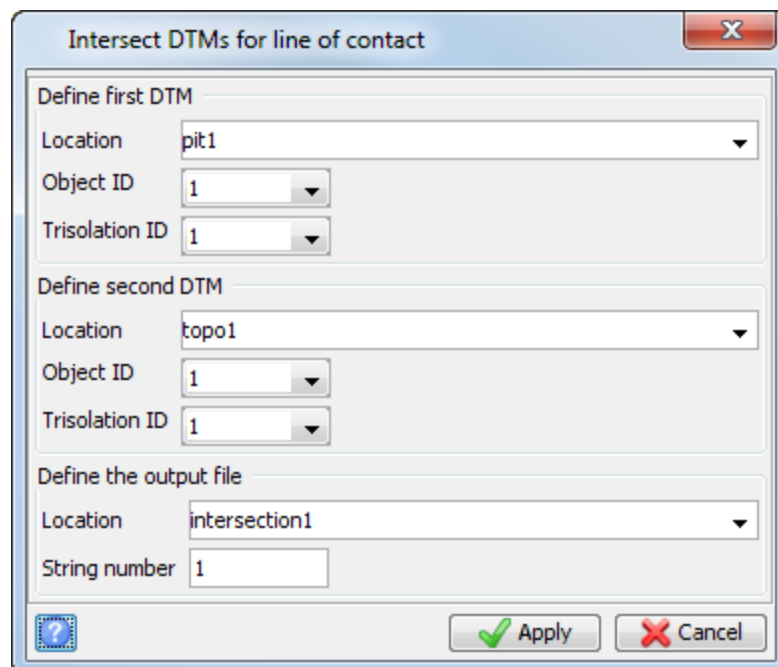 Intersect DTMs for line of contact
Define first DTM
Location pit1
Object ID 1
Trisolation ID 1
Define second DTM
Location topo1
Object ID 1
Trisolation ID 1
Define the output file
Location intersection1
String number 1
? Apply Cancel